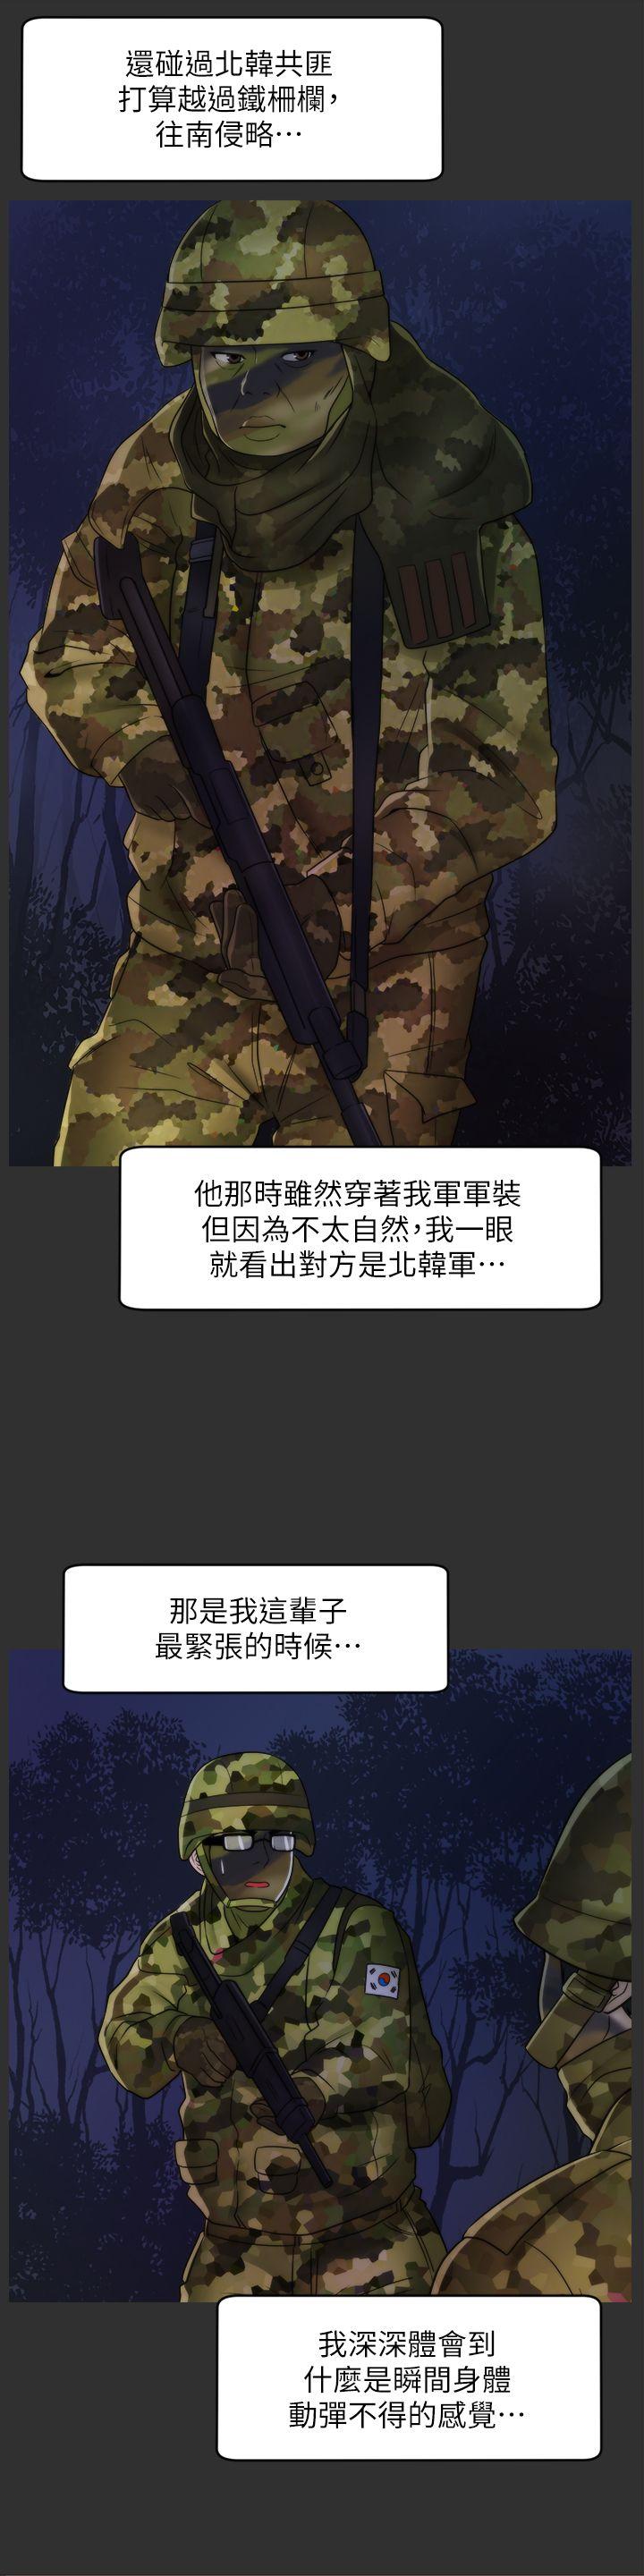 還碰過北韓共匪
打算越過鐵柵欄，
往南侵略⋯
他那時雖然穿著我軍軍裝
但因為不太自然，我一眼
就看出對方是北韓軍⋯
那是我這輩子
最緊張的時候⋯
我深深體會到
什麼是瞬間身體
動彈不得的感覺⋯